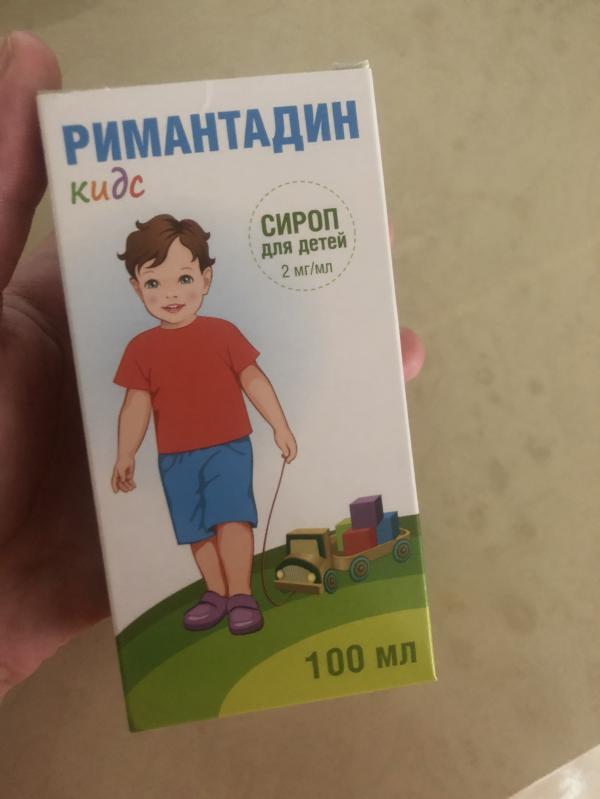 РИМАНТАДИН
кидс
СИРОП
для детей
2 мг/мл
100 мл